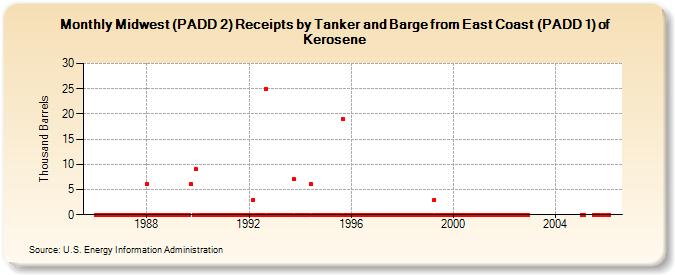 Monthly Midwest (PADD 2) Receipts by Tanker and Barge from East Coast (PADD 1) of
Kerosene
Thousand Barrels
30
25
20
15
10
5
0
1988 1992 1996 2000 2004
Source: U.S. Energy Information Administration